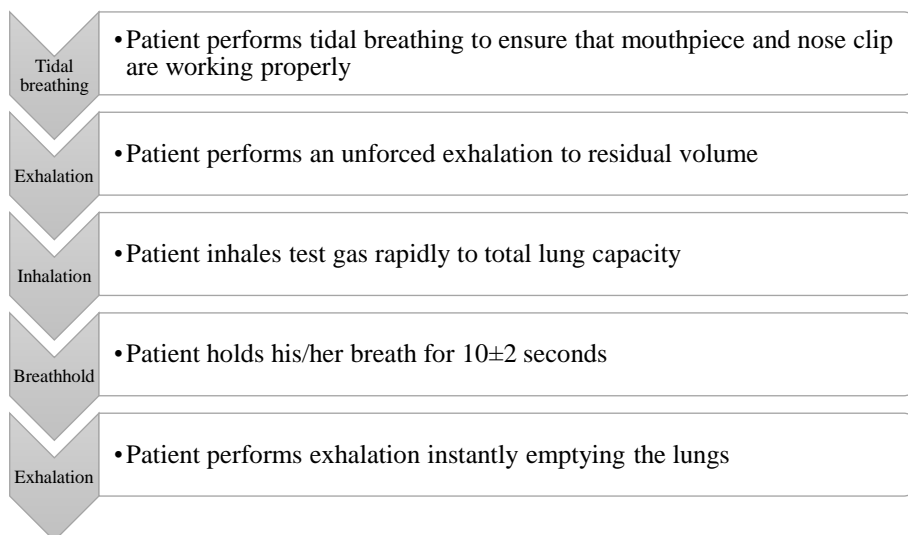 Tidal
breathing
•Patient performs tidal breathing to ensure that mouthpiece and nose clip
are working properly
Exhalation
•Patient performs an unforced exhalation to residual volume
Inhalation
•Patient inhales test gas rapidly to total lung capacity
Breathhold
•Patient holds his/her breath for 10±2 seconds
Exhalation
•Patient performs exhalation instantly emptying the lungs